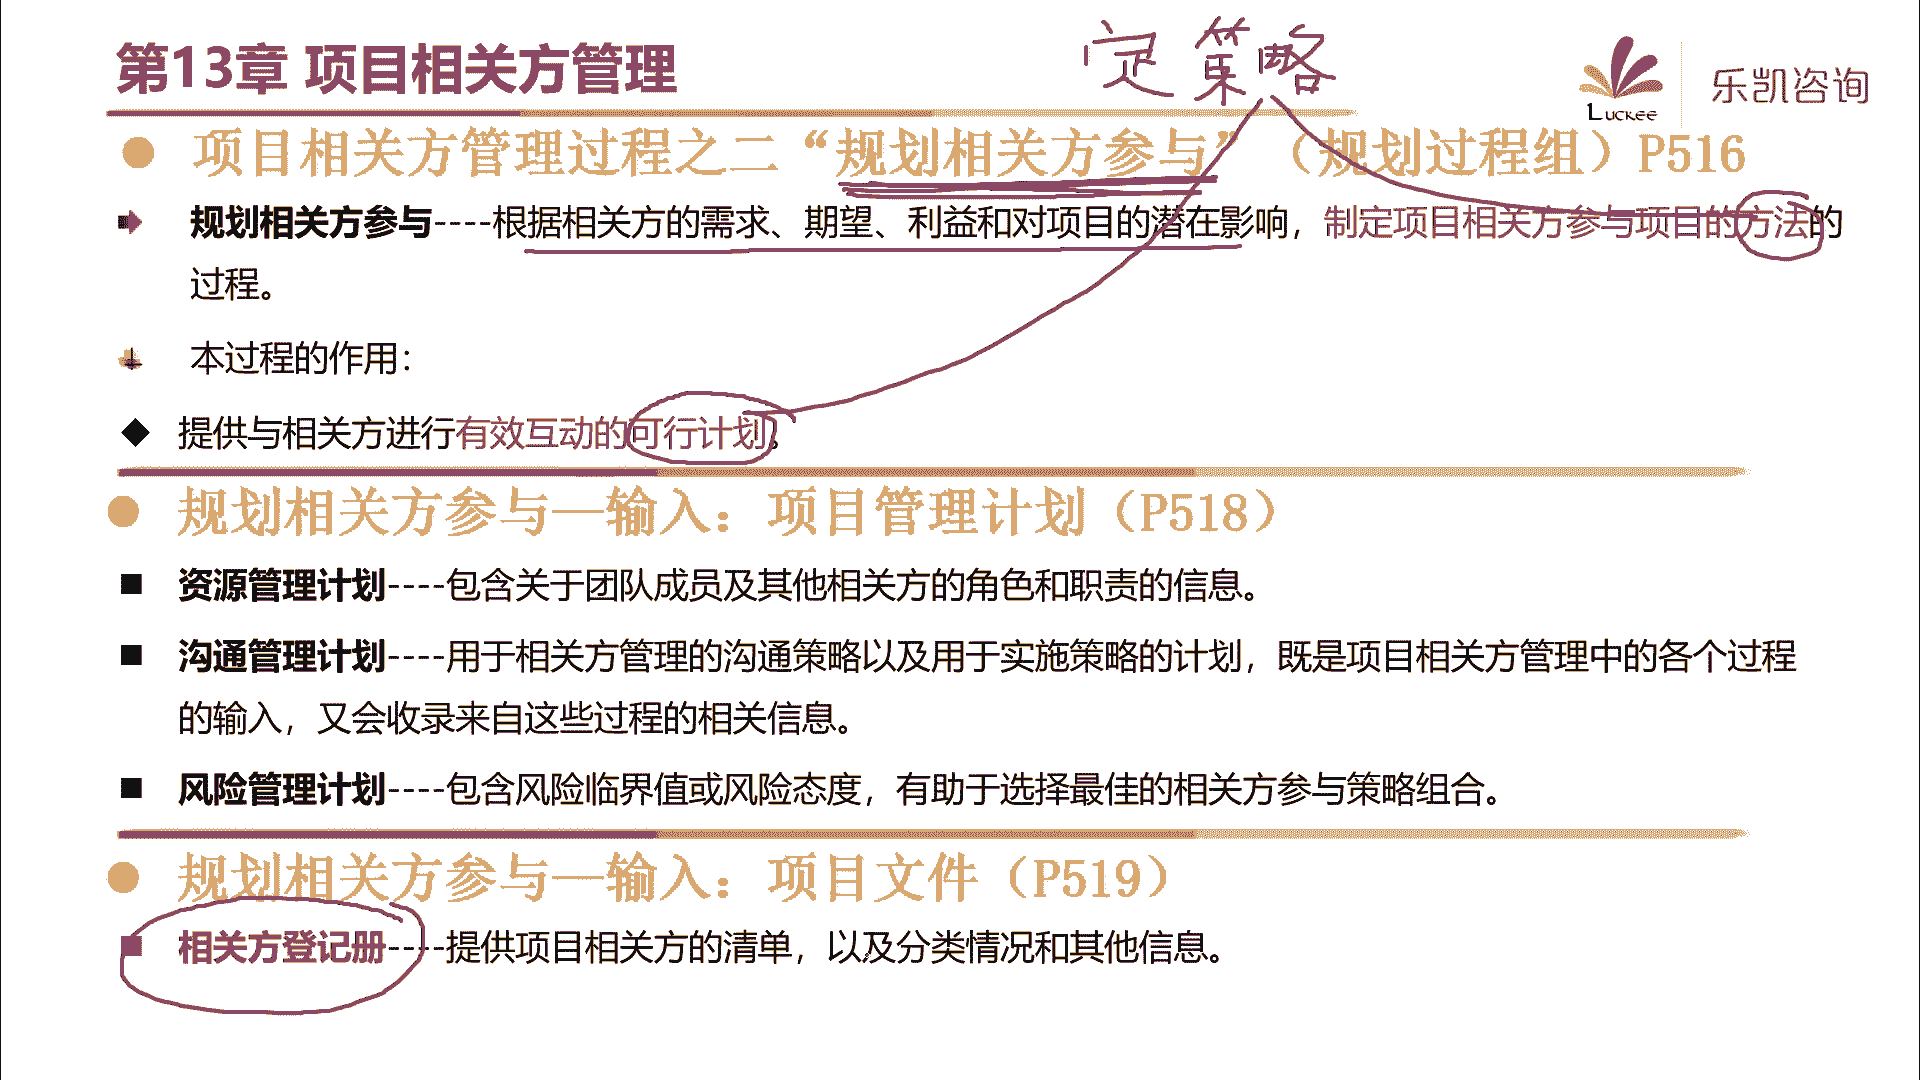 第13章 项目相关方管理
定策略
Luckee 乐凯咨询
项目相关方管理过程之二“规划相关方参与”（规划过程组）P516
规划相关方参与----根据相关方的需求、期望、利益和对项目的潜在影响，制定项目相关方参与项目的方法的
过程。
本过程的作用：
提供与相关方进行有效互动的可行计划。
规划相关方参与—输入：项目管理计划（P518）
资源管理计划----包含关于团队成员及其他相关方的角色和职责的信息。
沟通管理计划----用于相关方管理的沟通策略以及用于实施策略的计划，既是项目相关方管理中的各个过程
的输入，又会收录来自这些过程的相关信息。
风险管理计划----包含风险临界值或风险态度，有助于选择最佳的相关方参与策略组合。
规划相关方参与—输入：项目文件（P519）
相关方登记册----提供项目相关方的清单，以及分类情况和其他信息。